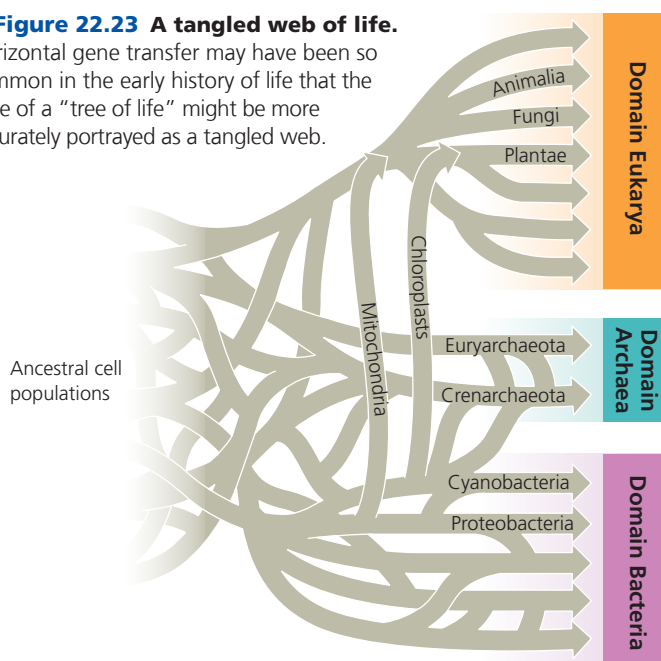 Figure 22.23 A tangled web of life.
rizontal gene transfer may have been so
mmon in the early history of life that the
e of a “tree of life” might be more
urately portrayed as a tangled web.
Animalia
Fungi
Plantae
Domain Eukarya
Chloroplasts
Mitochondria
Ancestral cell
populations
Euryarchaeota
Crenarchaeota
Domain
Archaea
Cyanobacteria
Proteobacteria
Domain Bacteria